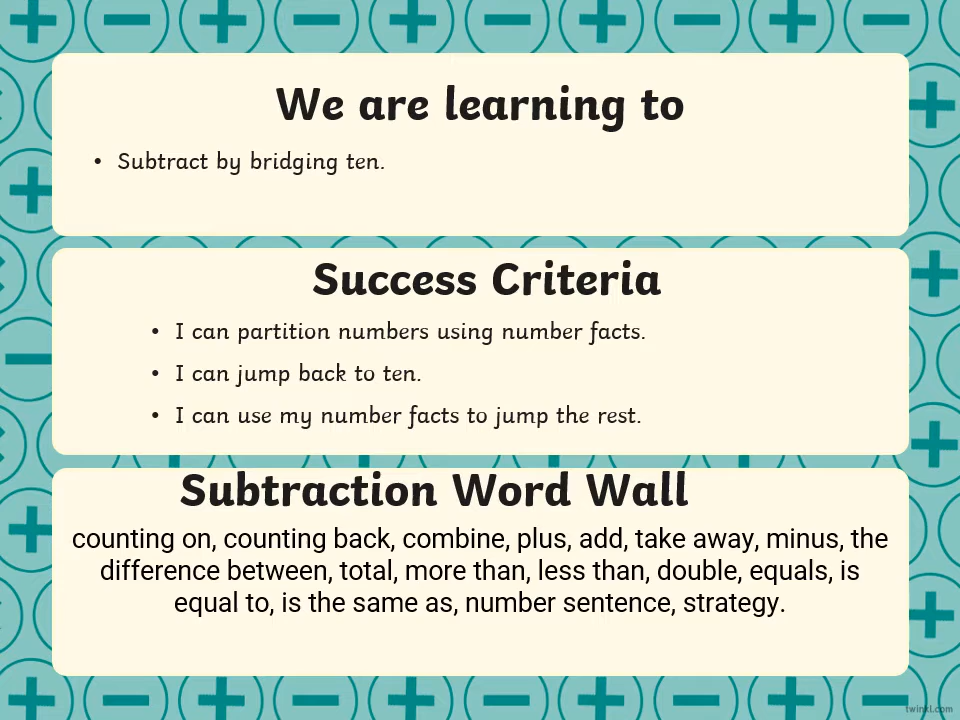 We are learning to
• Subtract by bridging ten.
Success Criteria
• I can partition numbers using number facts.
• I can jump back to ten.
• I can use my number facts to jump the rest.
Subtraction Word Wall
counting on, counting back, combine, plus, add, take away, minus, the
difference between, total, more than, less than, double, equals, is
equal to, is the same as, number sentence, strategy.
twinkl.com